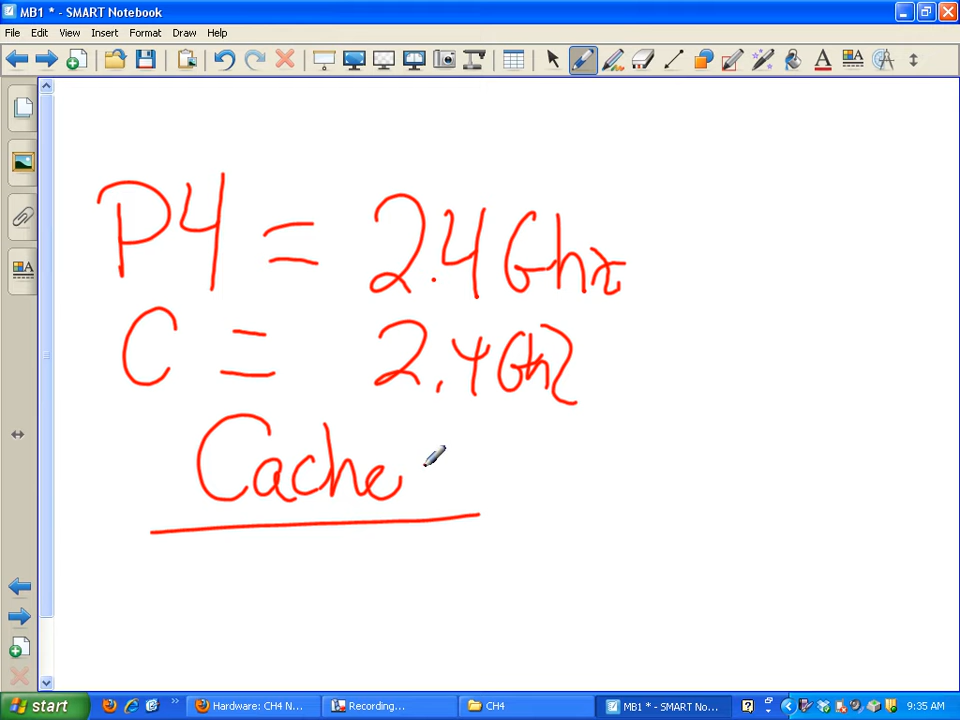 MB1 * - SMART Notebook
File Edit View Insert Format Draw Help
P4 = 2.4Ghz
C = 2.4Ghz
Cache
start
Hardware: CH4 N...
Recording...
CH4
MB1 * - SMART No...
9:35 AM